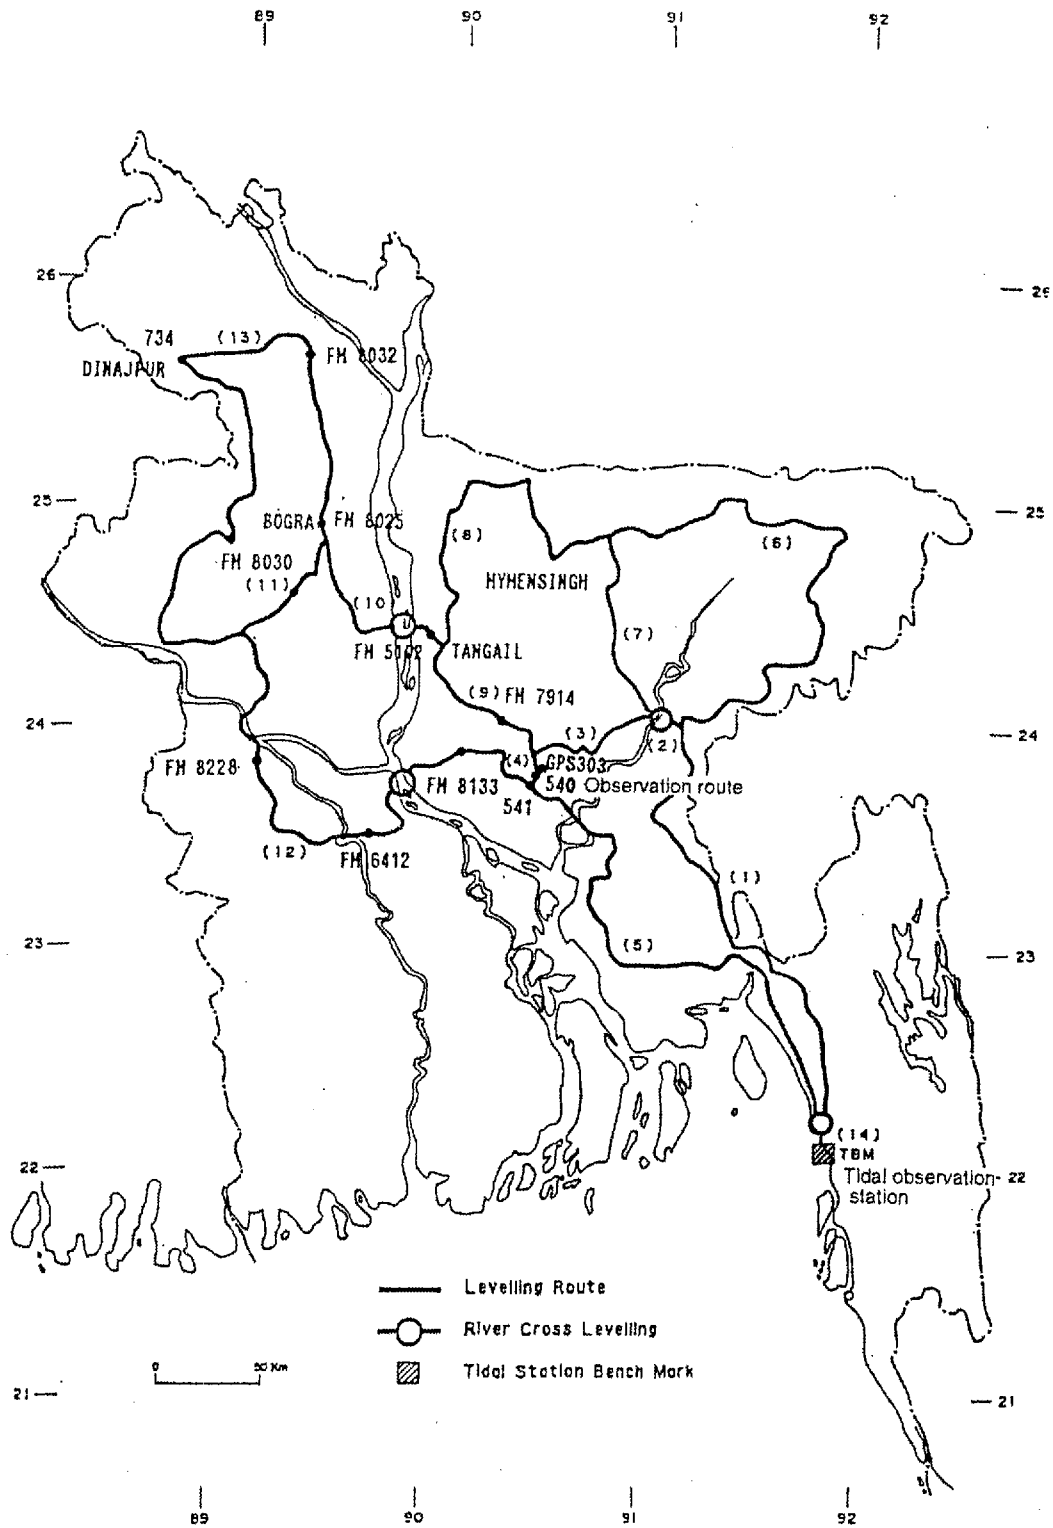 89 90 91 92
26 26
734 (13) FM 8032
DINAJPUR
25 25
BOGRA FM 8025 (8) (6)
FM 8030
(11) MYMENSINGH
(10) (7)
FM 5102 TANGAIL
(9) FM 7914
24 (3) 24
(2)
FM 8228 (4) GPS303
FM 8133 540 Observation route
541
(12)
FM 6412
(1)
23 (5) 23
(14)
TBM
22 Tidal observation- 22
station
Levelling Route
River Cross Levelling
0 50 Km Tidal Station Bench Mark
21 21
89 90 91 92